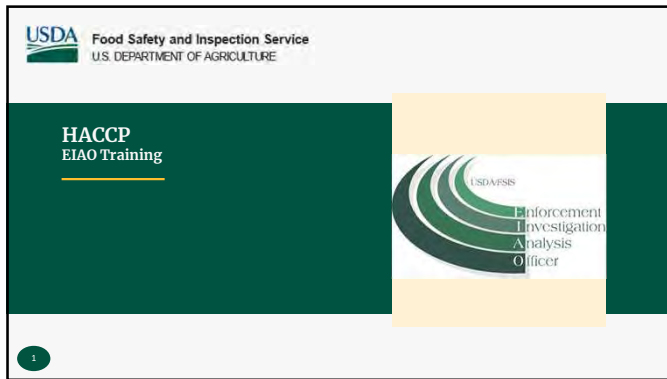 USDA
Food Safety and Inspection Service
U.S. DEPARTMENT OF AGRICULTURE
HACCP
EIAO Training
USDA/FSIS
Enforcement
Investigation
Analysis
Officer
1